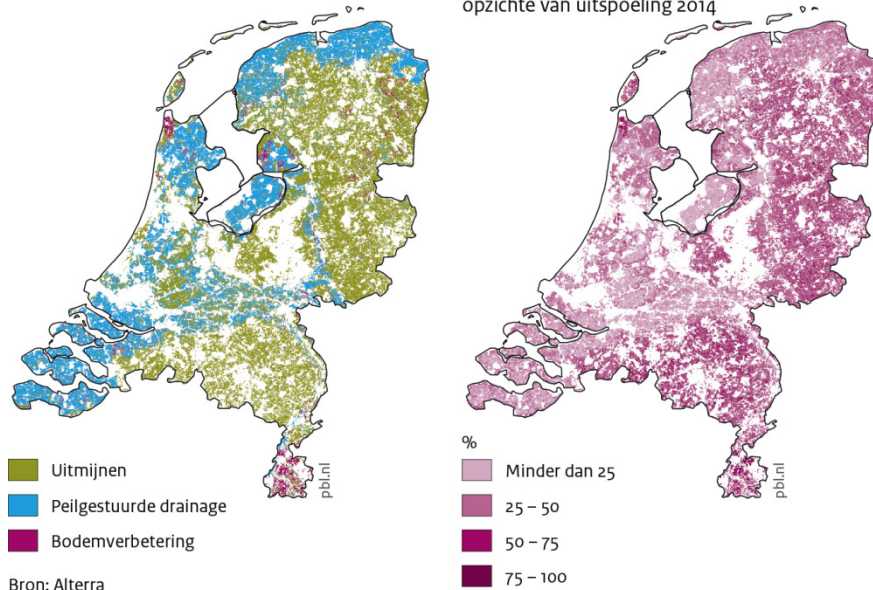 opzichte van uitspoeling 2014
Uitmijnen
Peilgestuurde drainage
Bodemverbetering
pbl.nl
Bron: Alterra
%
Minder dan 25
25 – 50
50 – 75
75 – 100
pbl.nl